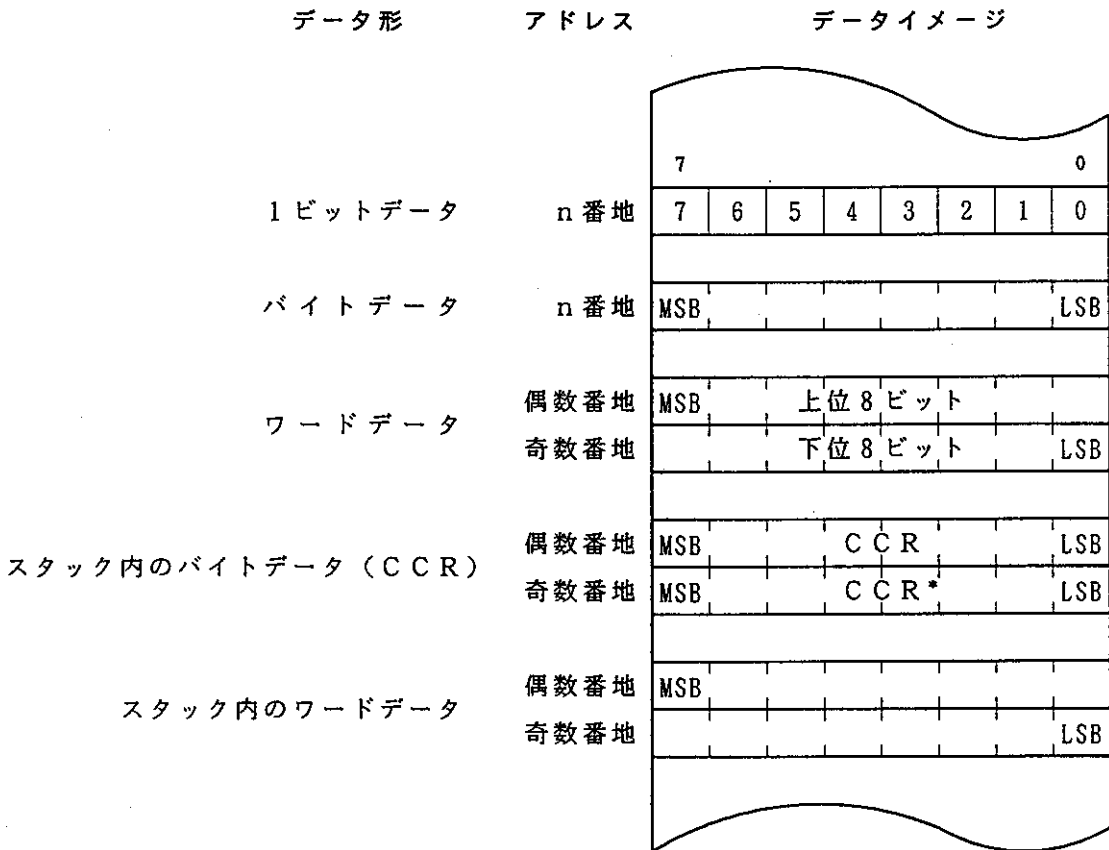 データ形 アドレス データイメージ
7 0
1ビットデータ n番地 7 6 5 4 3 2 1 0
バイトデータ n番地 MSB LSB
ワードデータ
偶数番地 MSB 上位8ビット
奇数番地 下位8ビット LSB
スタック内のバイトデータ(CCR)
偶数番地 MSB CCR LSB
奇数番地 MSB CCR* LSB
スタック内のワードデータ
偶数番地 MSB
奇数番地 LSB